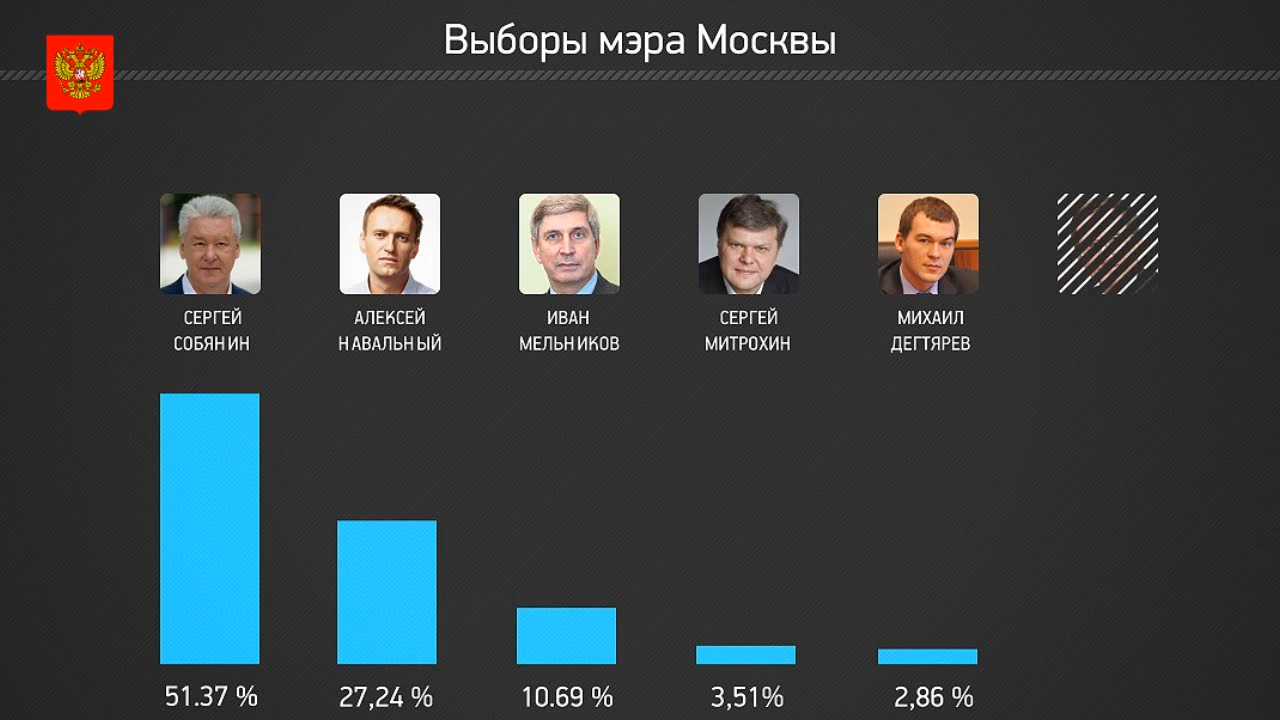 Выборы мэра Москвы
СЕРГЕЙ
СОБЯНИН
АЛЕКСЕЙ
НАВАЛЬНЫЙ
ИВАН
МЕЛЬНИКОВ
СЕРГЕЙ
МИТРОХИН
МИХАИЛ
ДЕГТЯРЕВ
51.37 %
27,24 %
10.69 %
3,51%
2,86 %